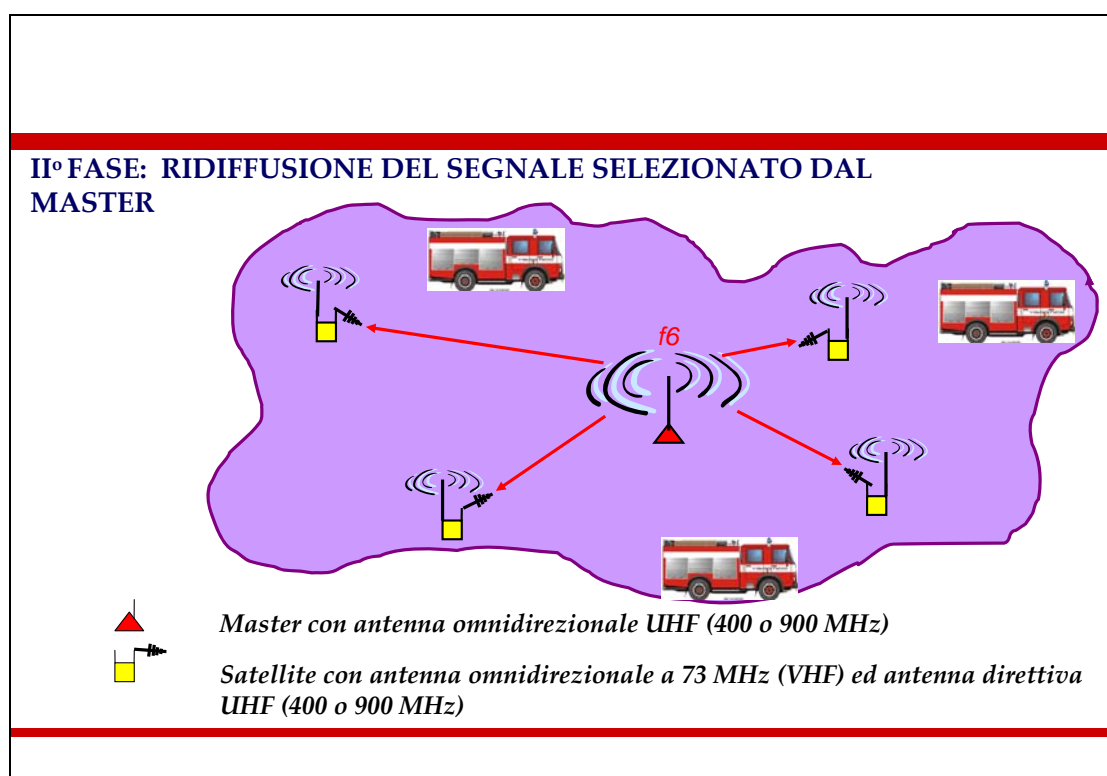 IIº FASE: RIDIFFUSIONE DEL SEGNALE SELEZIONATO DAL
MASTER
f6
Master con antenna omnidirezionale UHF (400 o 900 MHz)
Satellite con antenna omnidirezionale a 73 MHz (VHF) ed antenna direttiva
UHF (400 o 900 MHz)